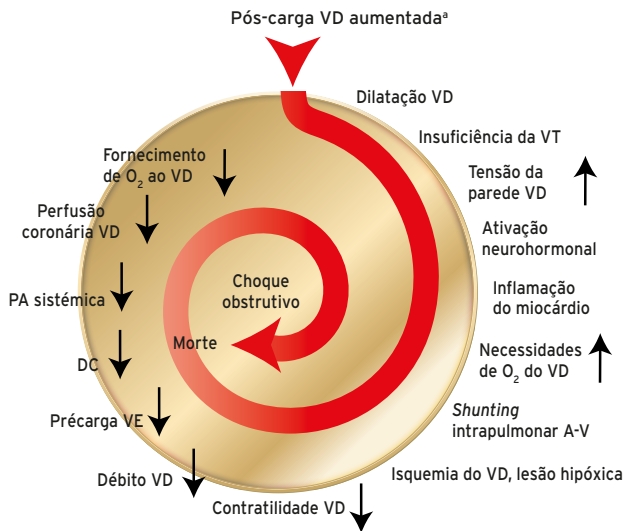 Pós-carga VD aumentadaᵃ
Dilatação VD
Insuficiência da VT
Tensão da
parede VD
Ativação
neurohormonal
Inflamação
do miocárdio
Necessidades
de O₂ do VD
Shunting
intrapulmonar A-V
Isquemia do VD, lesão hipóxica
Contratilidade VD
Débito VD
Précarga VE
DC
PA sistémica
Perfusão
coronária VD
Fornecimento
de O₂ ao VD
Choque
obstrutivo
Morte